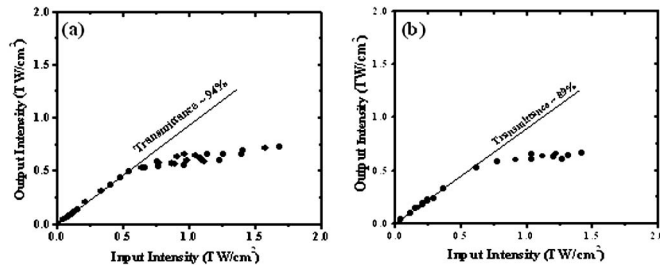 (a)
2.0
1.5
1.0
0.5
0.0
Output Intensity (TW/cm²)
Transmittance ~ 94%
0.0 0.5 1.0 1.5 2.0
Input Intensity (TW/cm²)
(b)
2.0
1.5
1.0
0.5
0.0
Output Intensity (TW/cm²)
Transmittance ~ 89%
0.0 0.5 1.0 1.5 2.0
Input Intensity (TW/cm²)